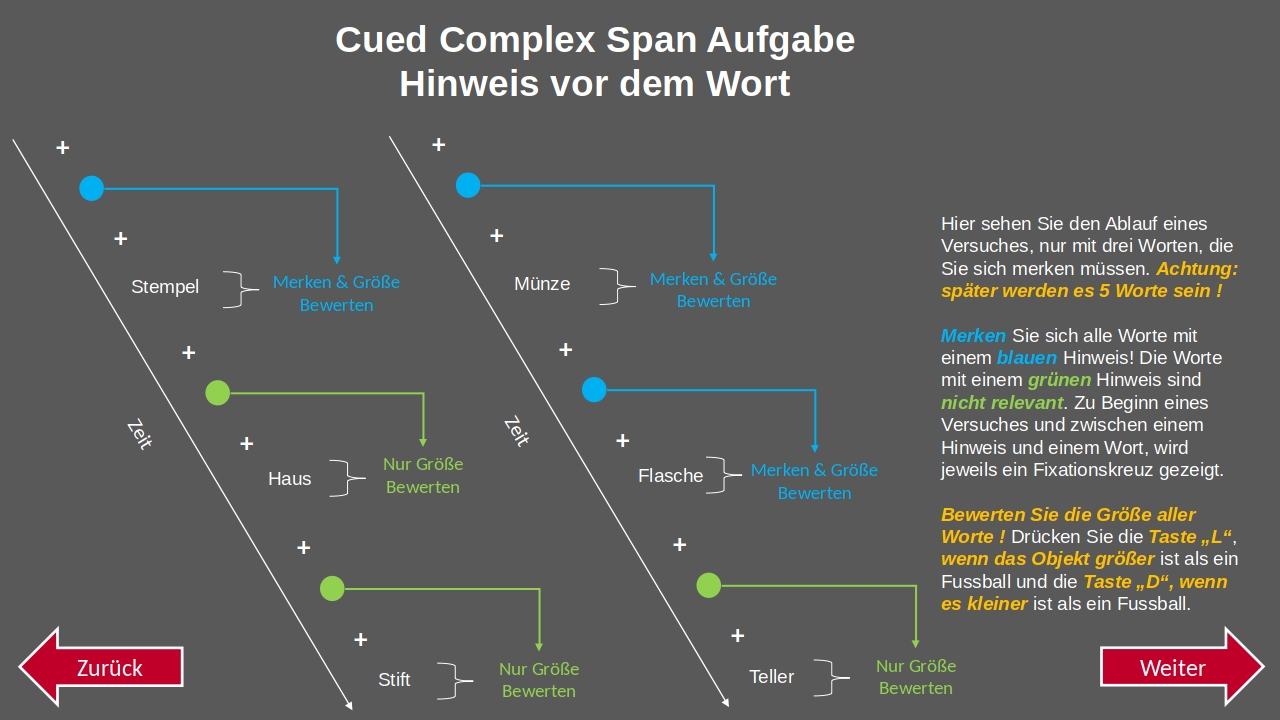 Cued Complex Span Aufgabe
Hinweis vor dem Wort
+
+
Stempel
Merken & Größe
Bewerten
+
+
Haus
Nur Größe
Bewerten
+
+
Stift
Nur Größe
Bewerten
Zeit
+
+
Münze
Merken & Größe
Bewerten
+
+
Flasche
Merken & Größe
Bewerten
+
+
Teller
Nur Größe
Bewerten
Zeit
Hier sehen Sie den Ablauf eines
Versuches, nur mit drei Worten, die
Sie sich merken müssen. Achtung:
später werden es 5 Worte sein !
Merken Sie sich alle Worte mit
einem blauen Hinweis! Die Worte
mit einem grünen Hinweis sind
nicht relevant. Zu Beginn eines
Versuches und zwischen einem
Hinweis und einem Wort, wird
jeweils ein Fixationskreuz gezeigt.
Bewerten Sie die Größe aller
Worte ! Drücken Sie die Taste „L“,
wenn das Objekt größer ist als ein
Fussball und die Taste „D“, wenn
es kleiner ist als ein Fussball.
Zurück
Weiter